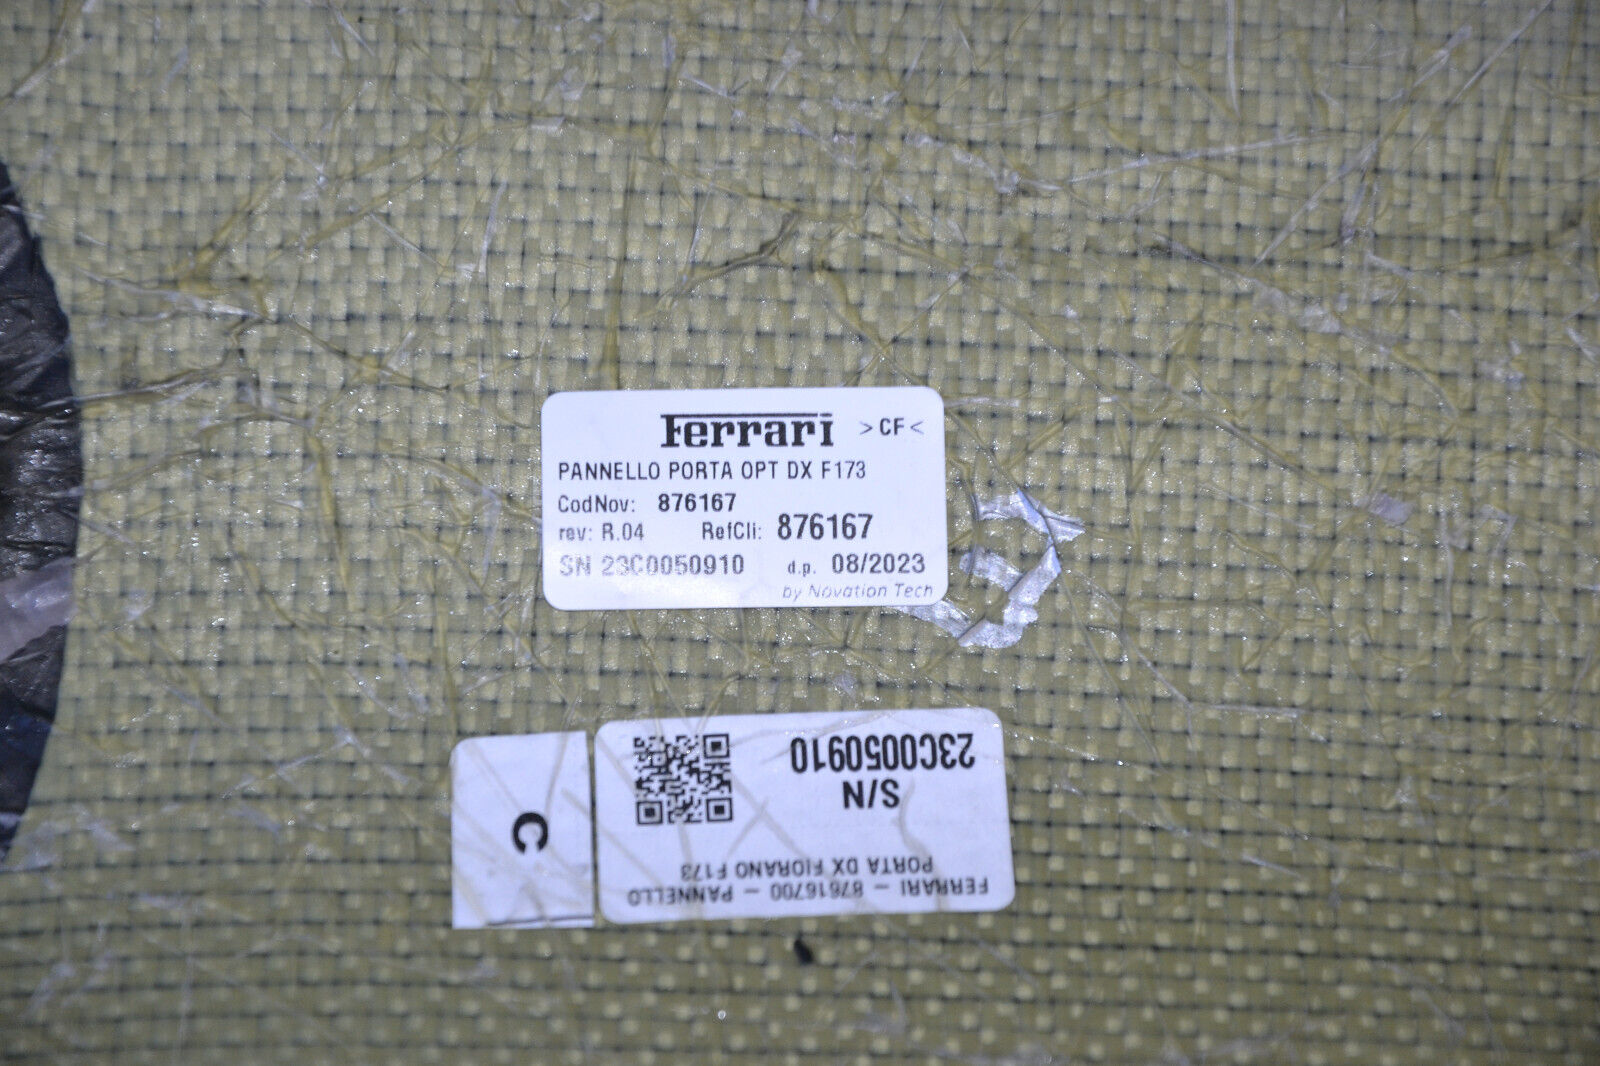 Ferrari >CF<
PANNELLO PORTA OPT DX F173
CodNov: 876167
rev: R.04 RefCli: 876167
SN 23C0050910 d.p. 08/2023
by Novation Tech
C
FERRARI - 87616700 - PANNELLO
PORTA DX FIORANO F173
S/N
23C0050910